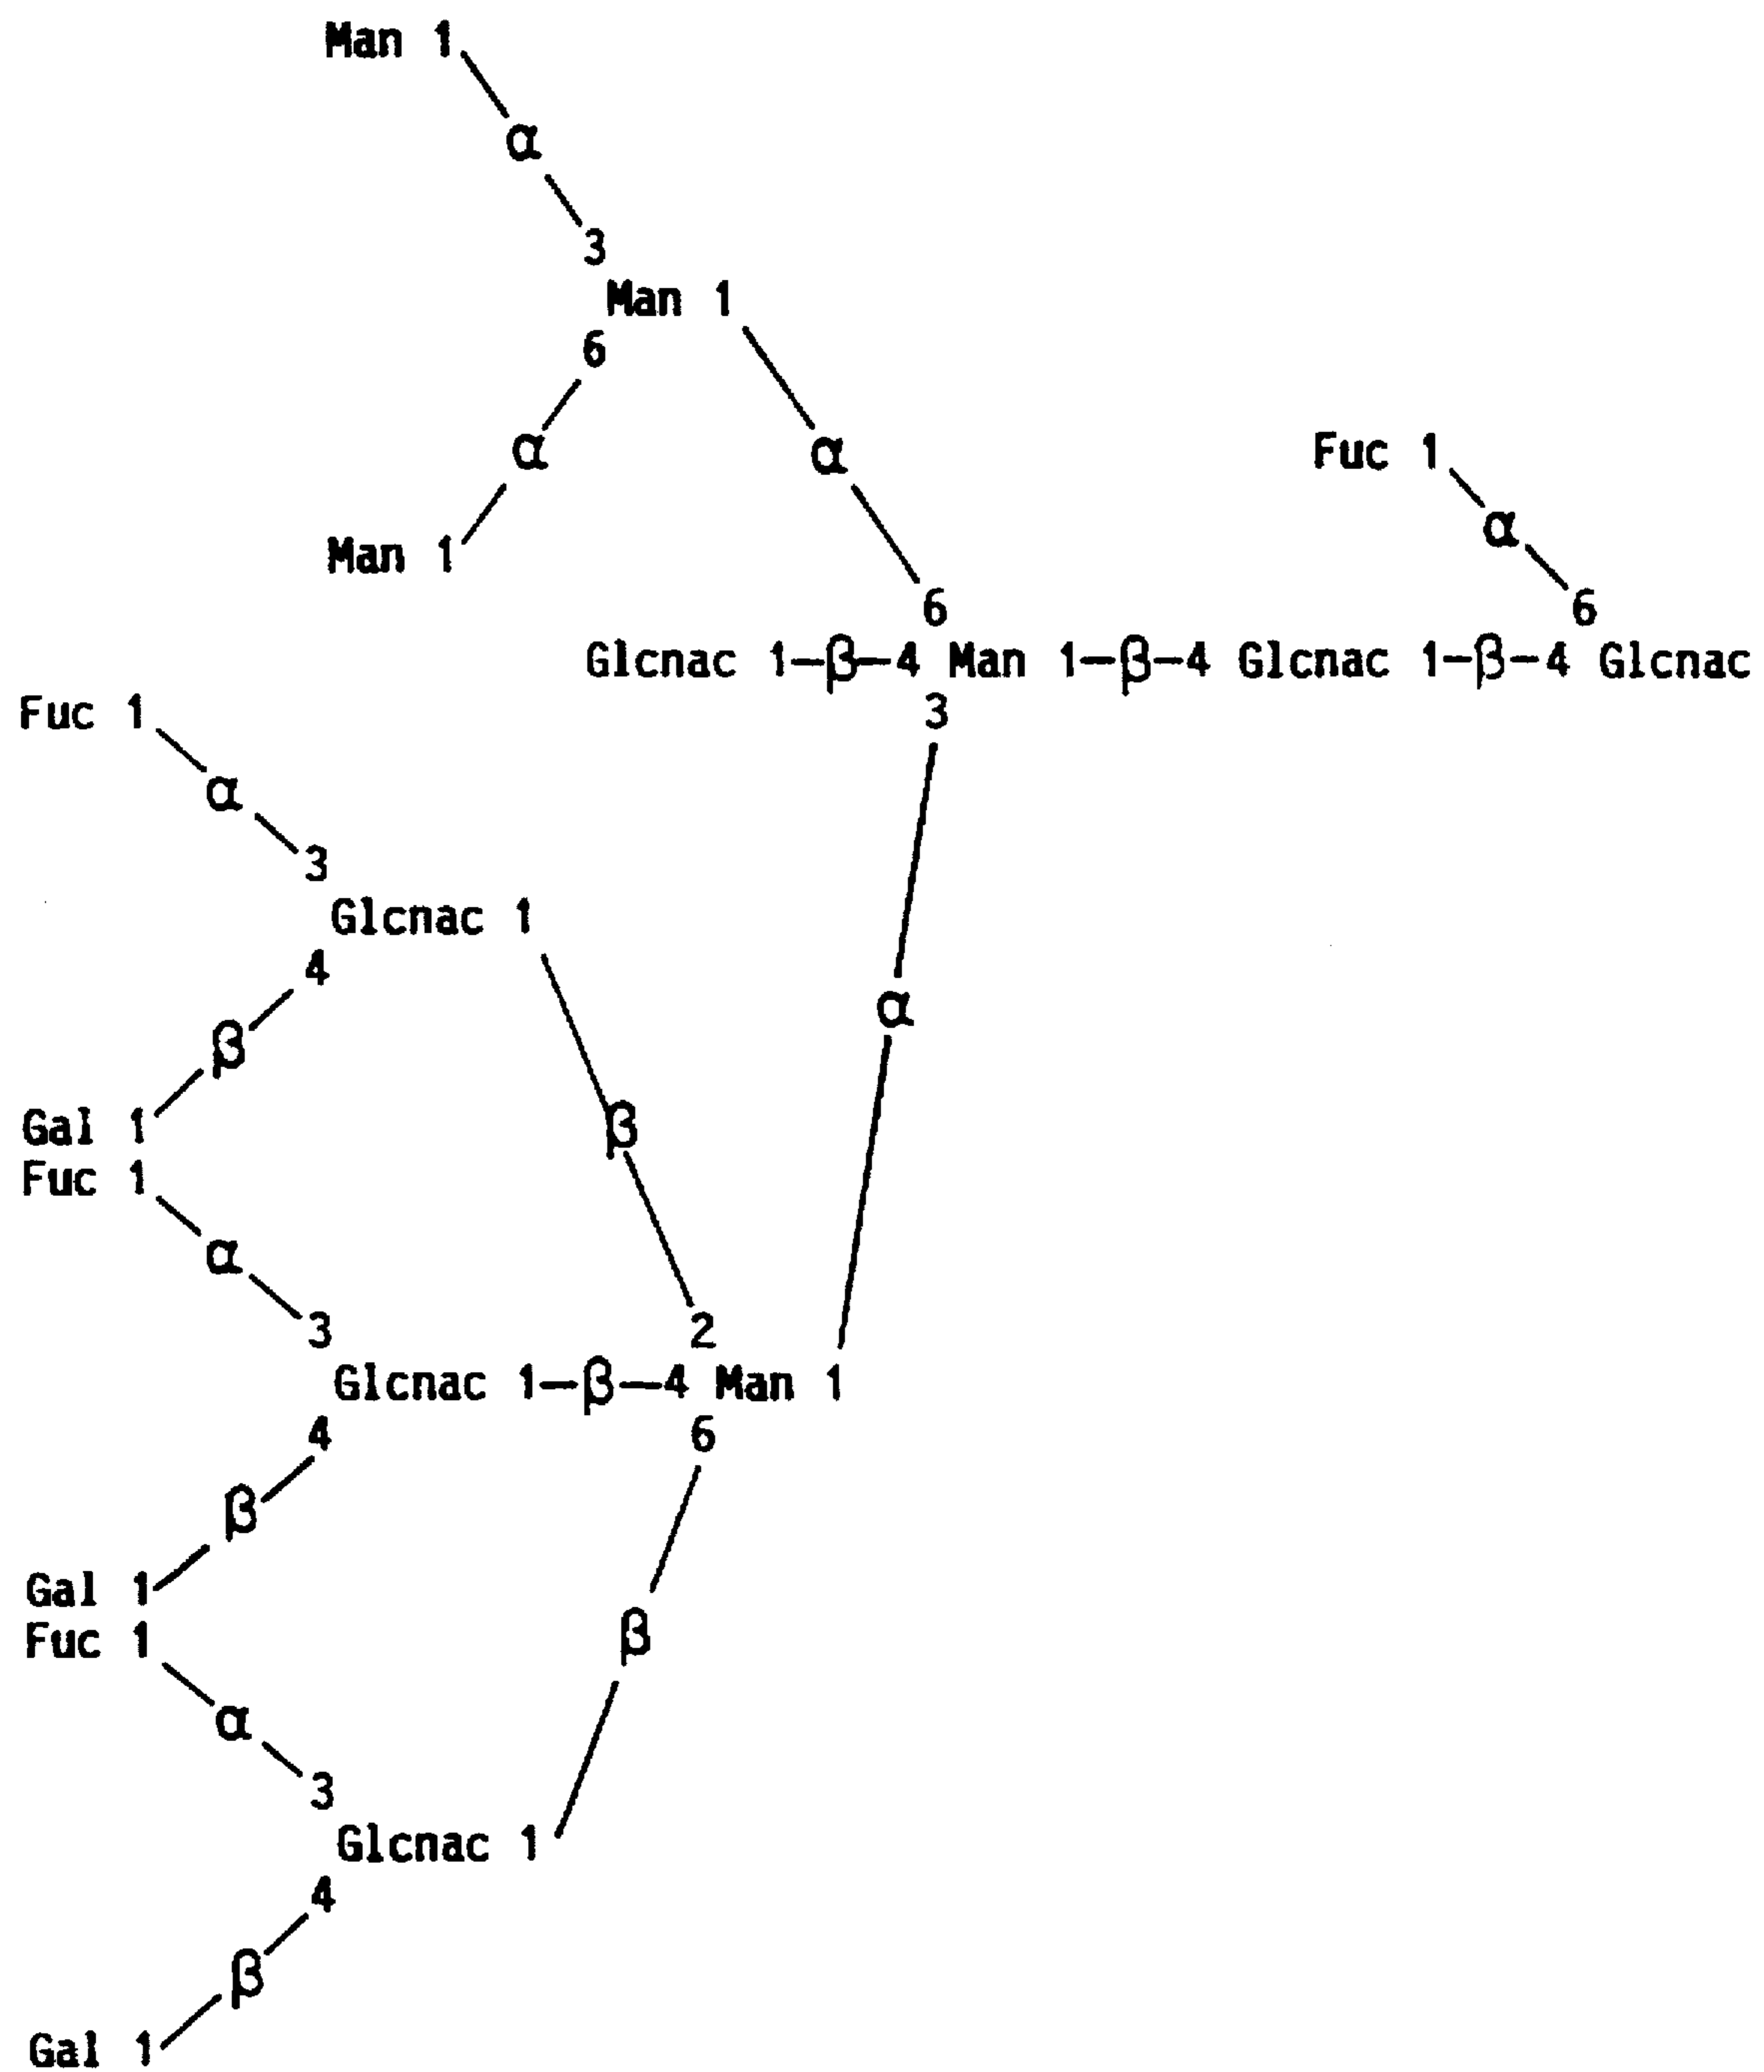 Man 1
α
3
Man 1
6
α
α
Fuc 1
α
Man 1
6
6
Glcnac 1–β–4 Man 1–β–4 Glcnac 1–β–4 Glcnac
Fuc 1
3
α
3
Glcnac 1
4
α
β
Gal 1
β
Fuc 1
α
3
2
Glcnac 1–β–4 Man 1
4
6
β
Gal 1
Fuc 1
β
α
3
Glcnac 1
4
β
Gal 1